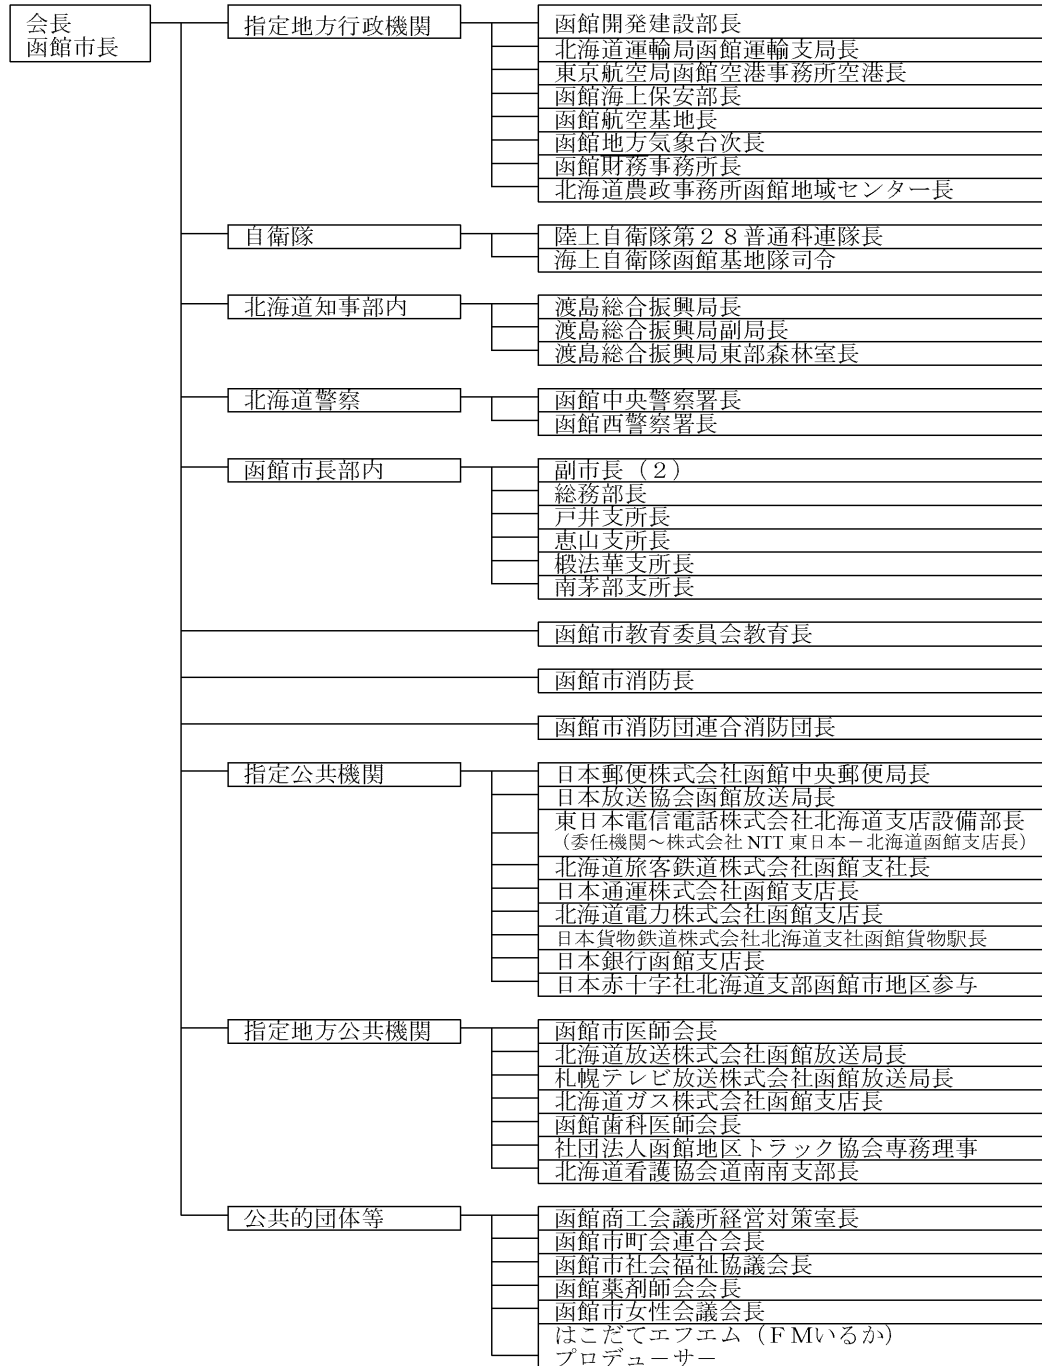 会長
函館市長
指定地方行政機関
函館開発建設部長
北海道運輸局函館運輸支局長
東京航空局函館空港事務所空港長
函館海上保安部長
函館航空基地長
函館地方気象台次長
函館財務事務所長
北海道農政事務所函館地域センター長
自衛隊
陸上自衛隊第２８普通科連隊長
海上自衛隊函館基地隊司令
北海道知事部内
渡島総合振興局長
渡島総合振興局副局長
渡島総合振興局東部森林室長
北海道警察
函館中央警察署長
函館西警察署長
函館市長部内
副市長（２）
総務部長
戸井支所長
恵山支所長
椴法華支所長
南茅部支所長
函館市教育委員会教育長
函館市消防長
函館市消防団連合消防団長
指定公共機関
日本郵便株式会社函館中央郵便局長
日本放送協会函館放送局長
東日本電信電話株式会社北海道支店設備部長
（委任機関～株式会社 NTT 東日本－北海道函館支店長）
北海道旅客鉄道株式会社函館支社長
日本通運株式会社函館支店長
北海道電力株式会社函館支店長
日本貨物鉄道株式会社北海道支社函館貨物駅長
日本銀行函館支店長
日本赤十字社北海道支部函館市地区参与
指定地方公共機関
函館市医師会長
北海道放送株式会社函館放送局長
札幌テレビ放送株式会社函館放送局長
北海道ガス株式会社函館支店長
函館歯科医師会長
社団法人函館地区トラック協会専務理事
北海道看護協会道南南支部長
公共的団体等
函館商工会議所経営対策室長
函館市町会連合会長
函館市社会福祉協議会長
函館薬剤師会会長
函館市女性会議会長
はこだてエフエム（ＦＭいるか）
プロデューサー